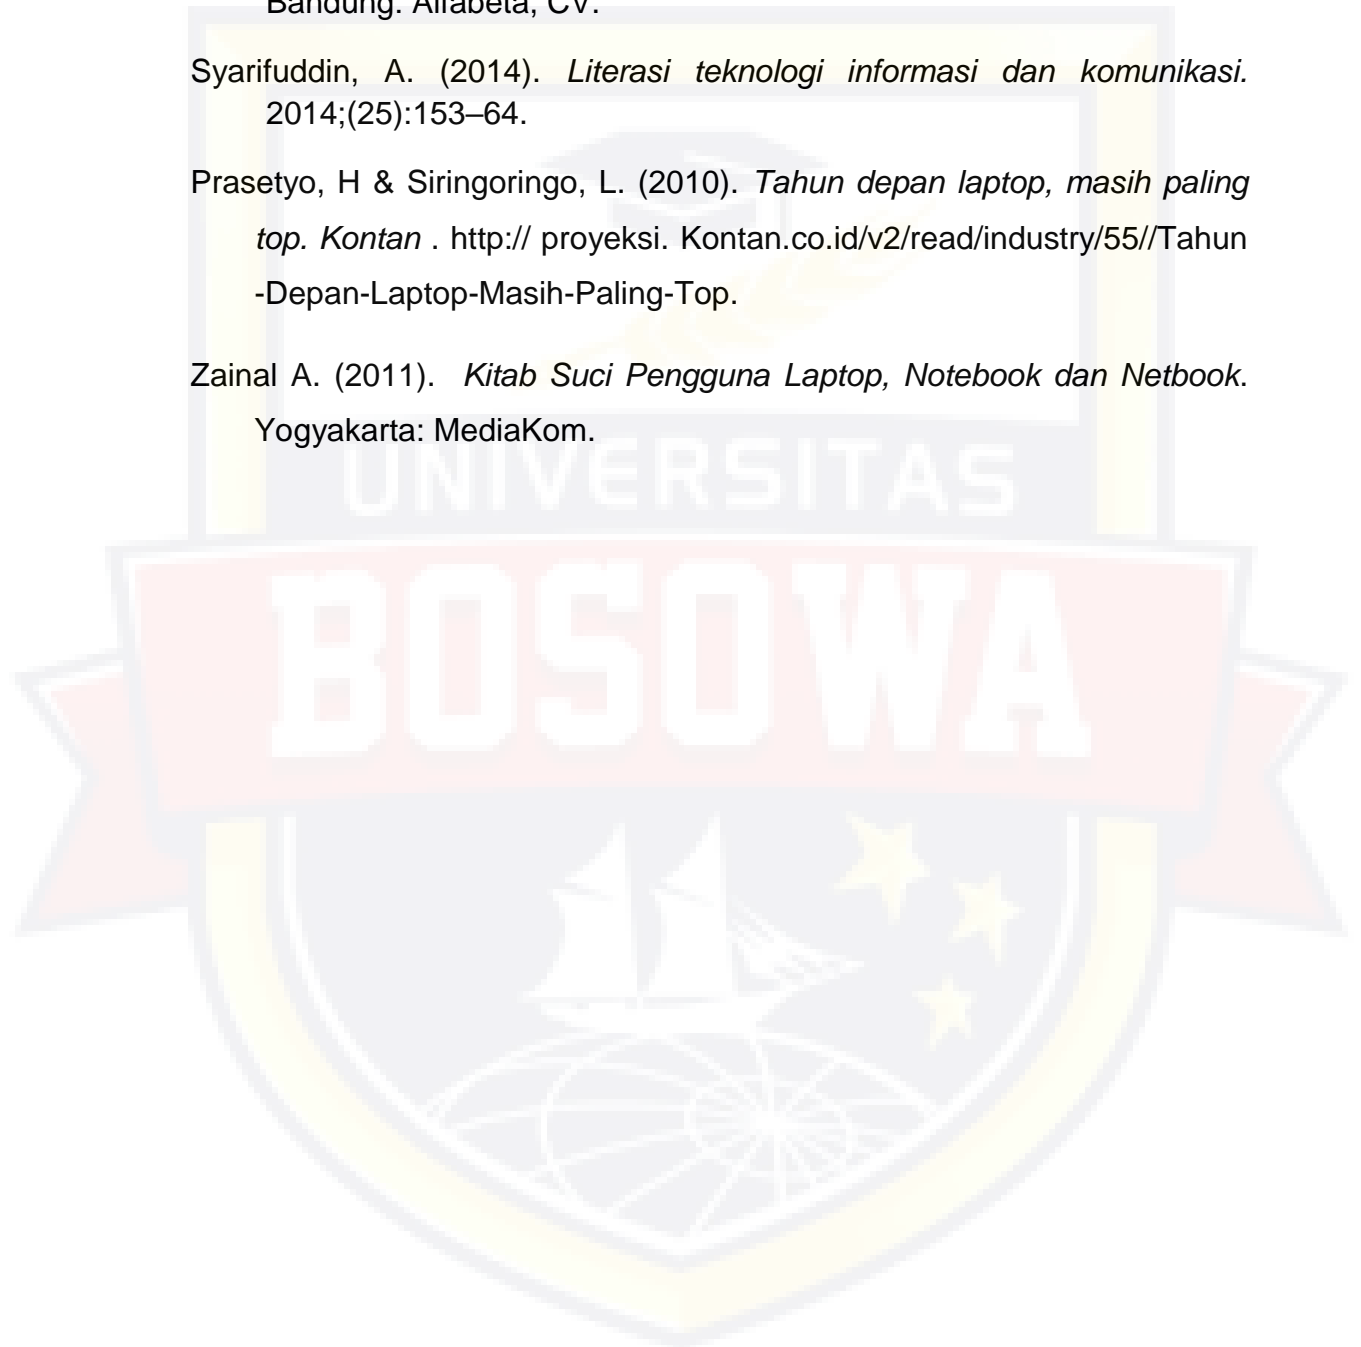 Bandung: Alfabeta, CV.
Syarifuddin, A. (2014). Literasi teknologi informasi dan komunikasi.
2014;(25):153–64.
Prasetyo, H & Siringoringo, L. (2010). Tahun depan laptop, masih paling
top. Kontan . http:// proyeksi. Kontan.co.id/v2/read/industry/55//Tahun
-Depan-Laptop-Masih-Paling-Top.
Zainal A. (2011). Kitab Suci Pengguna Laptop, Notebook dan Netbook.
Yogyakarta: MediaKom.
UNIVERSITAS
BOSOWA